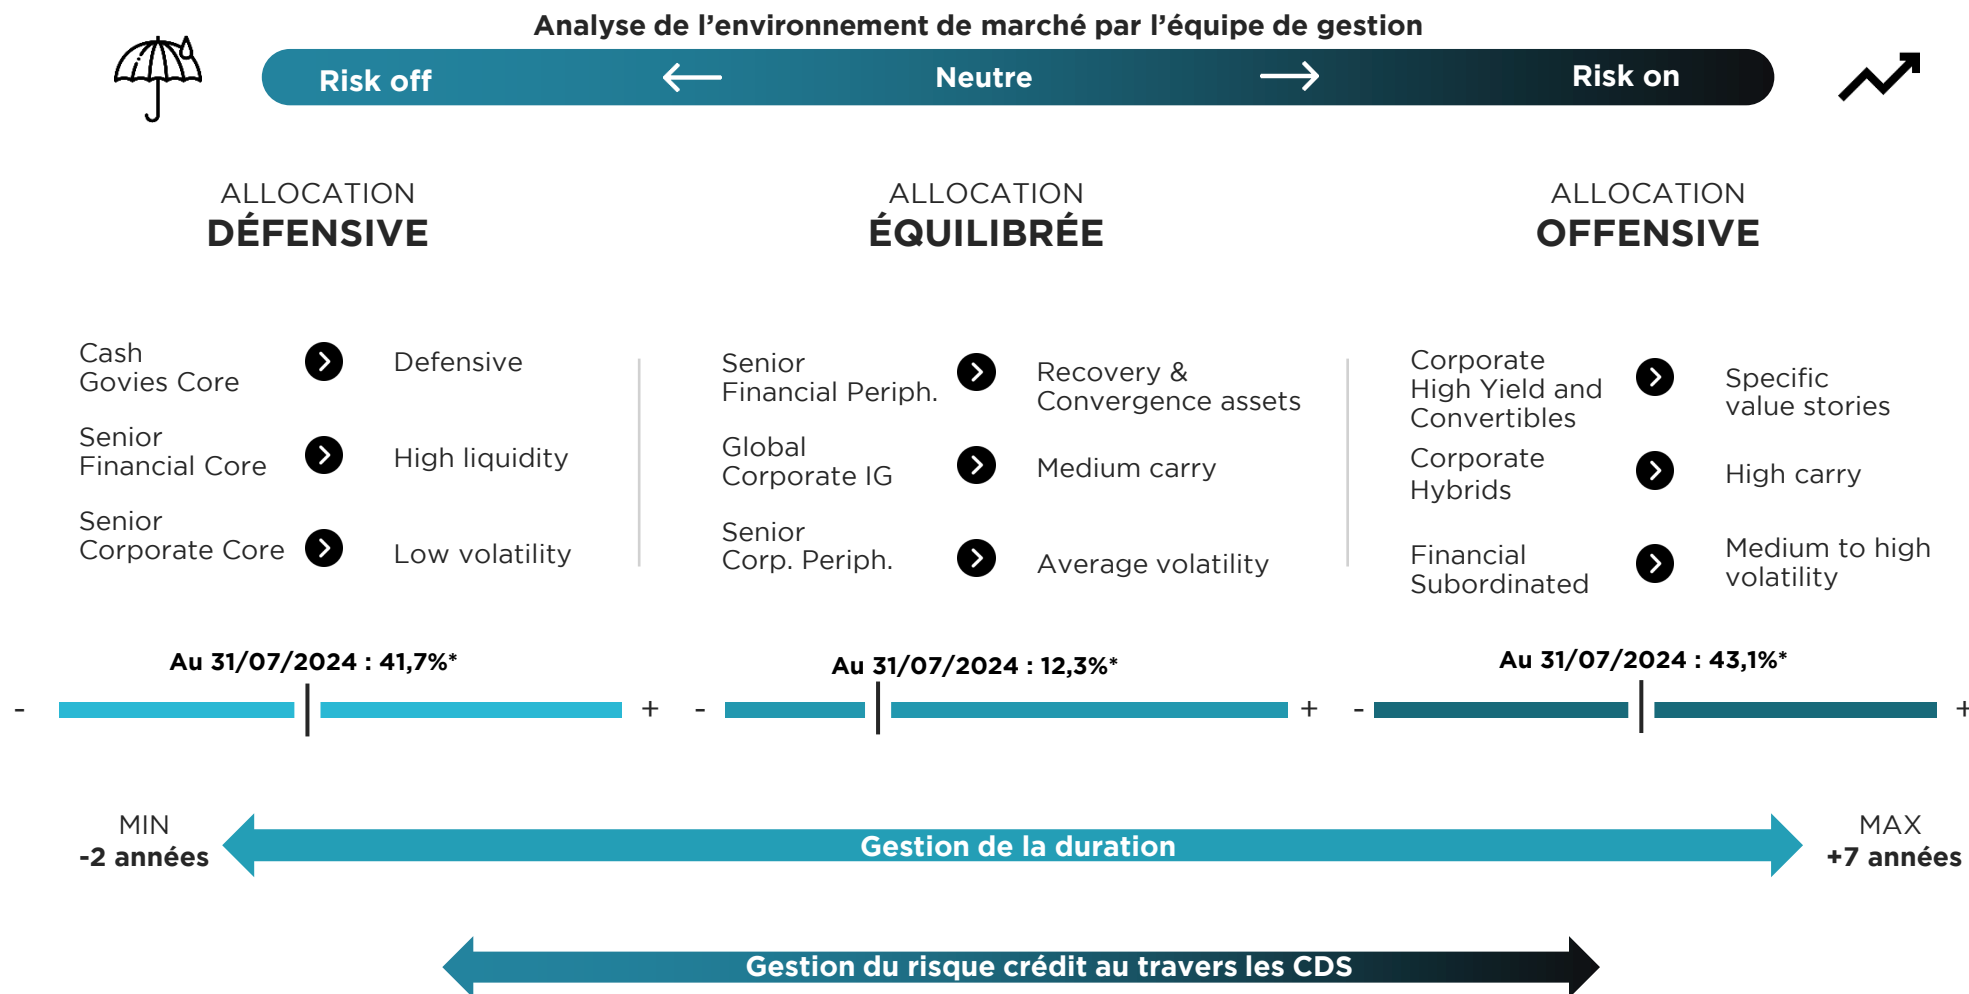 Analyse de l’environnement de marché par l’équipe de gestion
Risk off
Neutre
Risk on
ALLOCATION
DÉFENSIVE
Cash
Govies Core
Defensive
Senior
Financial Core
High liquidity
Senior
Corporate Core
Low volatility
Au 31/07/2024 : 41,7%*
- +
ALLOCATION
ÉQUILIBRÉE
Senior
Financial Periph.
Recovery &
Convergence assets
Global
Corporate IG
Medium carry
Senior
Corp. Periph.
Average volatility
Au 31/07/2024 : 12,3%*
- +
ALLOCATION
OFFENSIVE
Corporate
High Yield and
Convertibles
Specific
value stories
Corporate
Hybrids
High carry
Financial
Subordinated
Medium to high
volatility
Au 31/07/2024 : 43,1%*
- +
MIN
-2 années
Gestion de la duration
MAX
+7 années
Gestion du risque crédit au travers les CDS